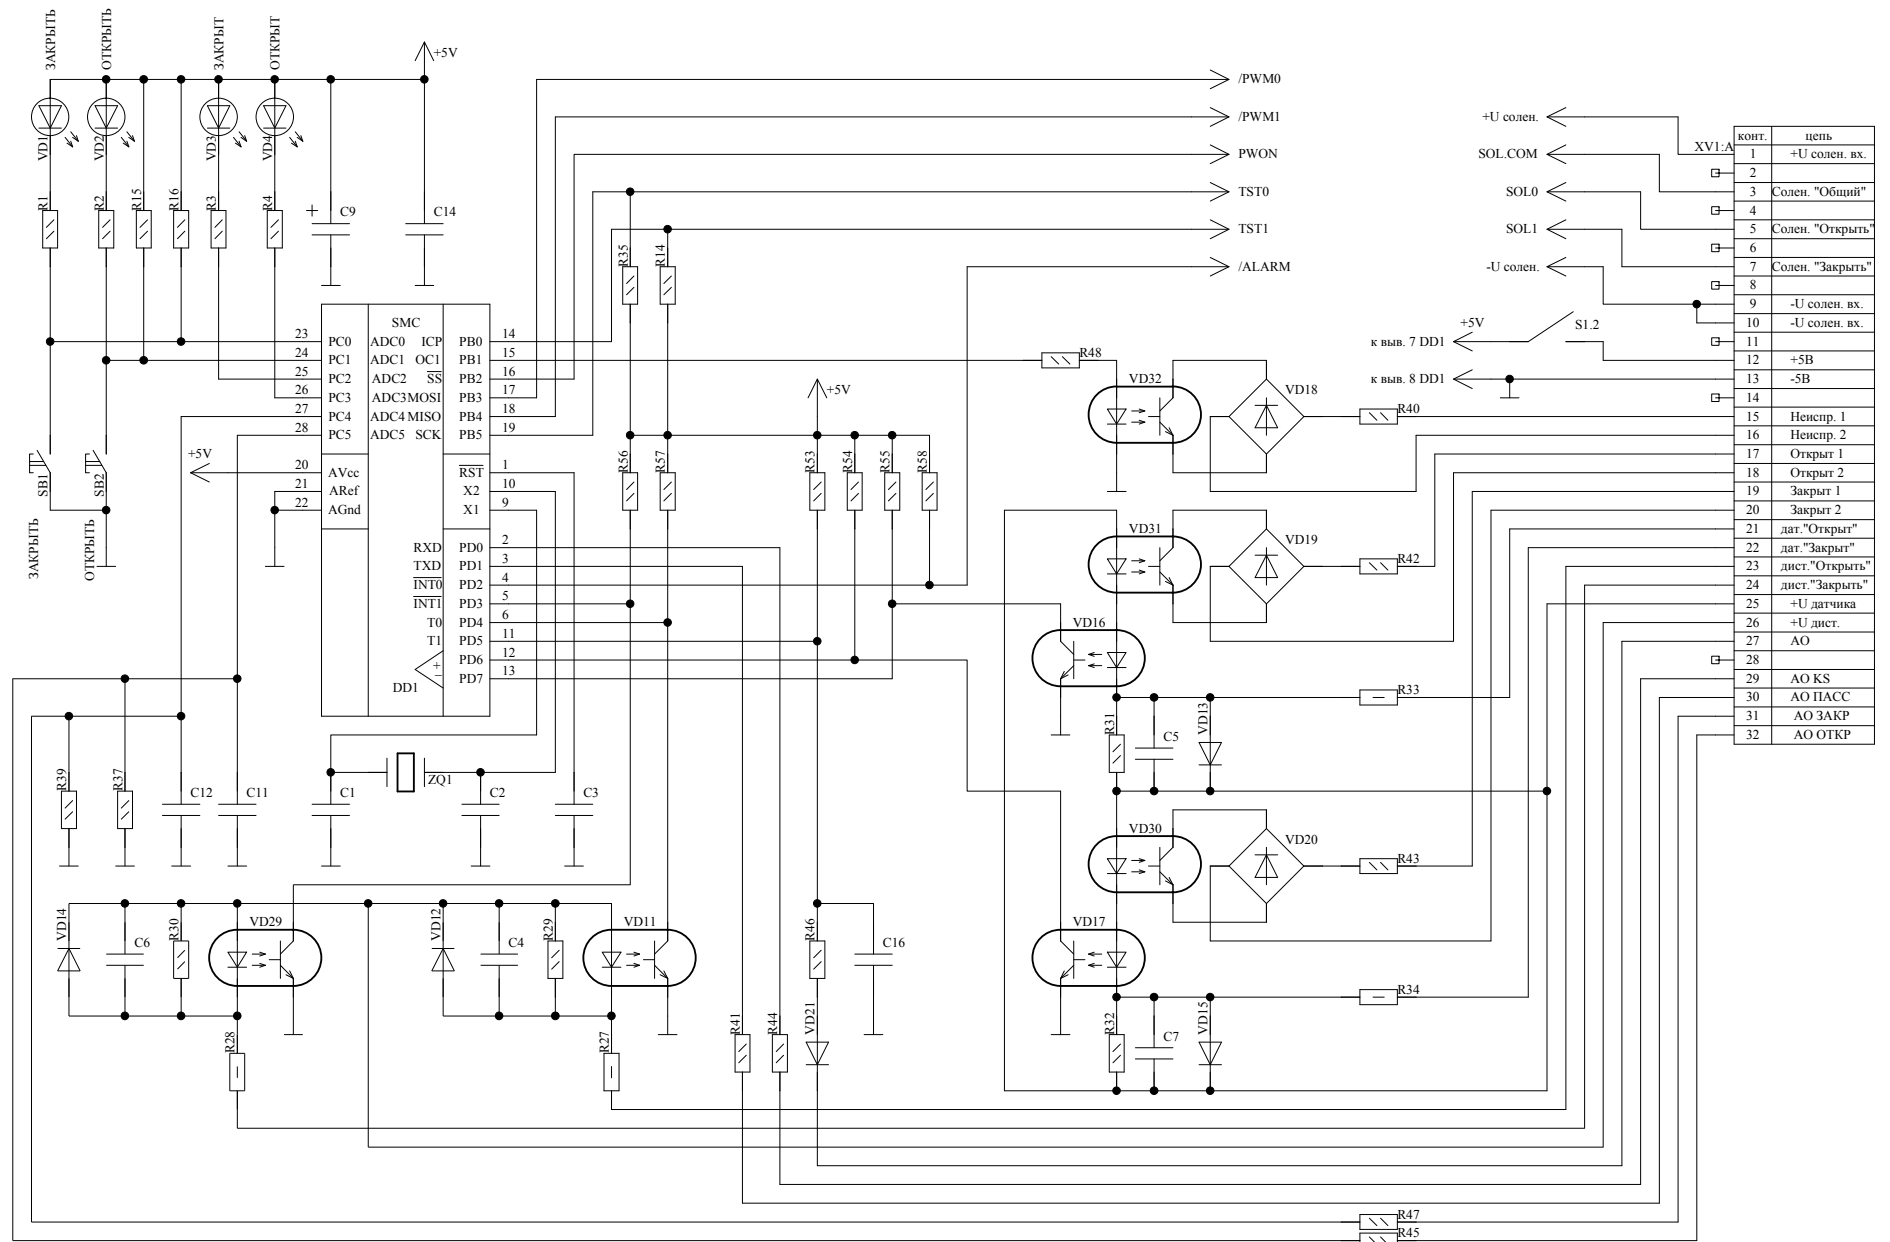 ЗАКРЫТЬ
ОТКРЫТЬ
ЗАКРЫТ
ОТКРЫТ
+5V
VD1
VD2
VD3
VD4
R1
R2
R15
R16
R3
R4
+
C9
C14
/PWM0
/PWM1
PWON
TST0
TST1
/ALARM
+U солен.
SOL.COM
SOL0
SOL1
-U солен.
+5V
S1.2
к выв. 7 DD1
к выв. 8 DD1
XV1:A
конт. цепь
1 +U солен. вх.
2
3 Солен. "Общий"
4
5 Солен. "Открыть"
6
7 Солен. "Закрыть"
8
9 -U солен. вх.
10 -U солен. вх.
11
12 +5В
13 -5В
14
15 Неиспр. 1
16 Неиспр. 2
17 Открыт 1
18 Открыт 2
19 Закрыт 1
20 Закрыт 2
21 дат."Открыт"
22 дат."Закрыт"
23 дист."Открыть"
24 дист."Закрыть"
25 +U датчика
26 +U дист.
27 АО
28
29 АО KS
30 АО ПАСС
31 АО ЗАКР
32 АО ОТКР
SMC
23 PC0 ADC0 ICP PB0 14
24 PC1 ADC1 OC1 PB1 15
25 PC2 ADC2 SS PB2 16
26 PC3 ADC3 MOSI PB3 17
27 PC4 ADC4 MISO PB4 18
28 PC5 ADC5 SCK PB5 19
+5V
20 AVcc RST 1
21 ARef X2 10
22 AGnd X1 9
RXD PD0 2
TXD PD1 3
INT0 PD2 4
INT1 PD3 5
T0 PD4 6
T1 PD5 11
+ PD6 12
− PD7 13
DD1
SB1
SB2
ЗАКРЫТЬ
ОТКРЫТЬ
R35
R14
R56
R57
+5V
R53
R54
R55
R58
R48
VD32
VD18
R40
VD31
VD19
R42
VD16
R33
R31
C5
VD13
VD30
VD20
R43
VD17
R34
R32
C7
VD15
R39
R37
C12
C11
C1
ZQ1
C2
C3
VD14
C6
R30
VD29
VD12
C4
R29
VD11
R46
C16
R28
R27
R41
R44
VD21
R47
R45